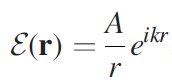 ℰ(𝐫) = A/r e^{ikr}